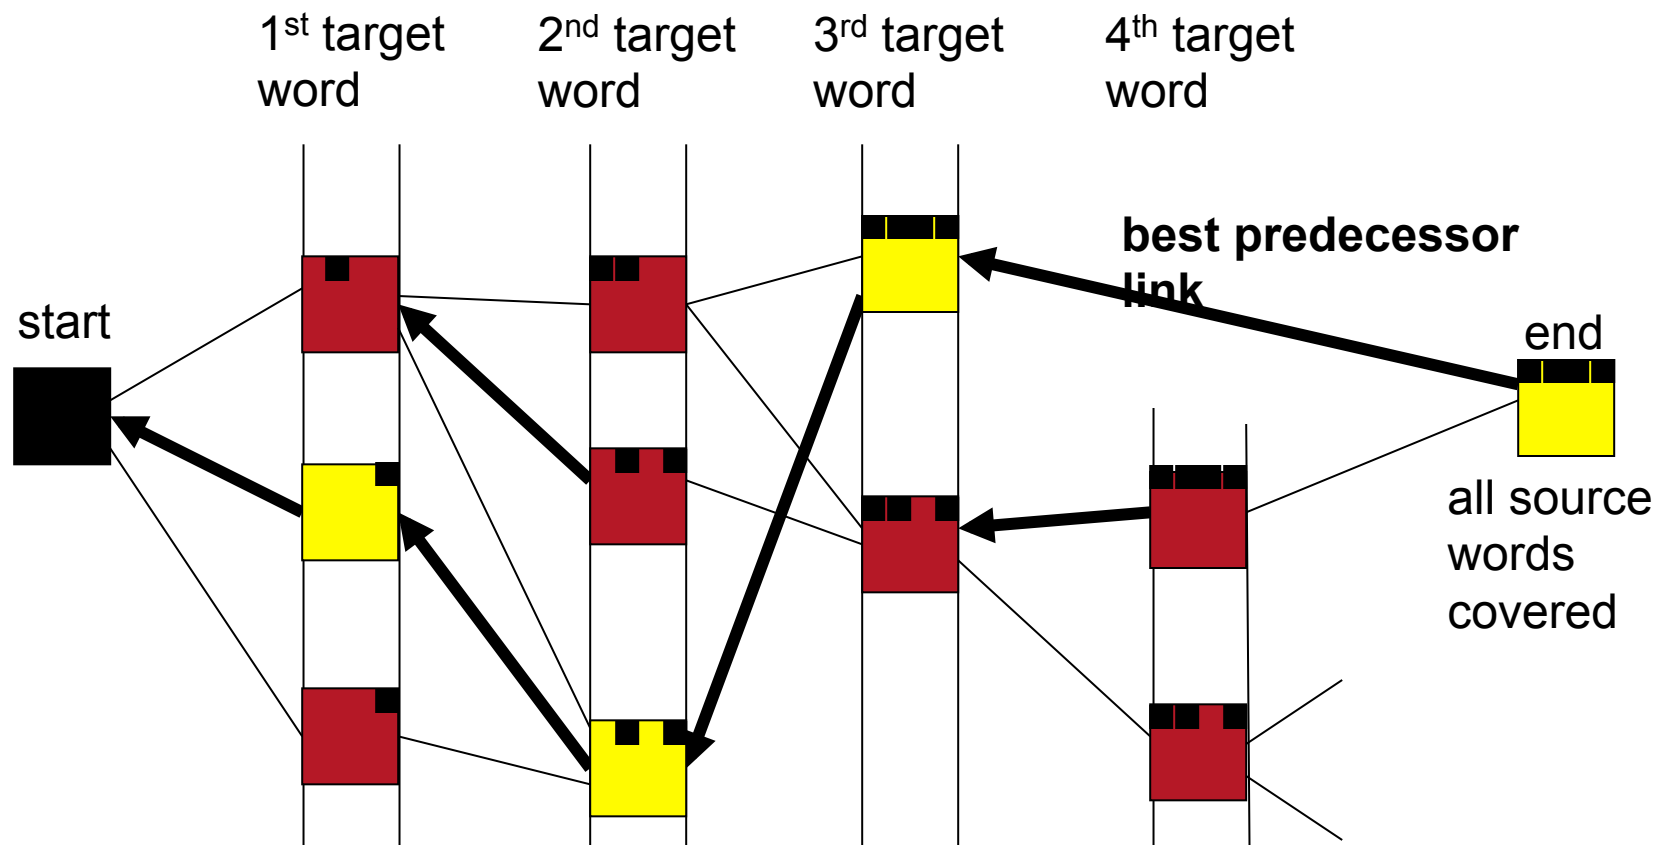 1st target
word
2nd target
word
3rd target
word
4th target
word
best predecessor
link
start
end
all source
words
covered